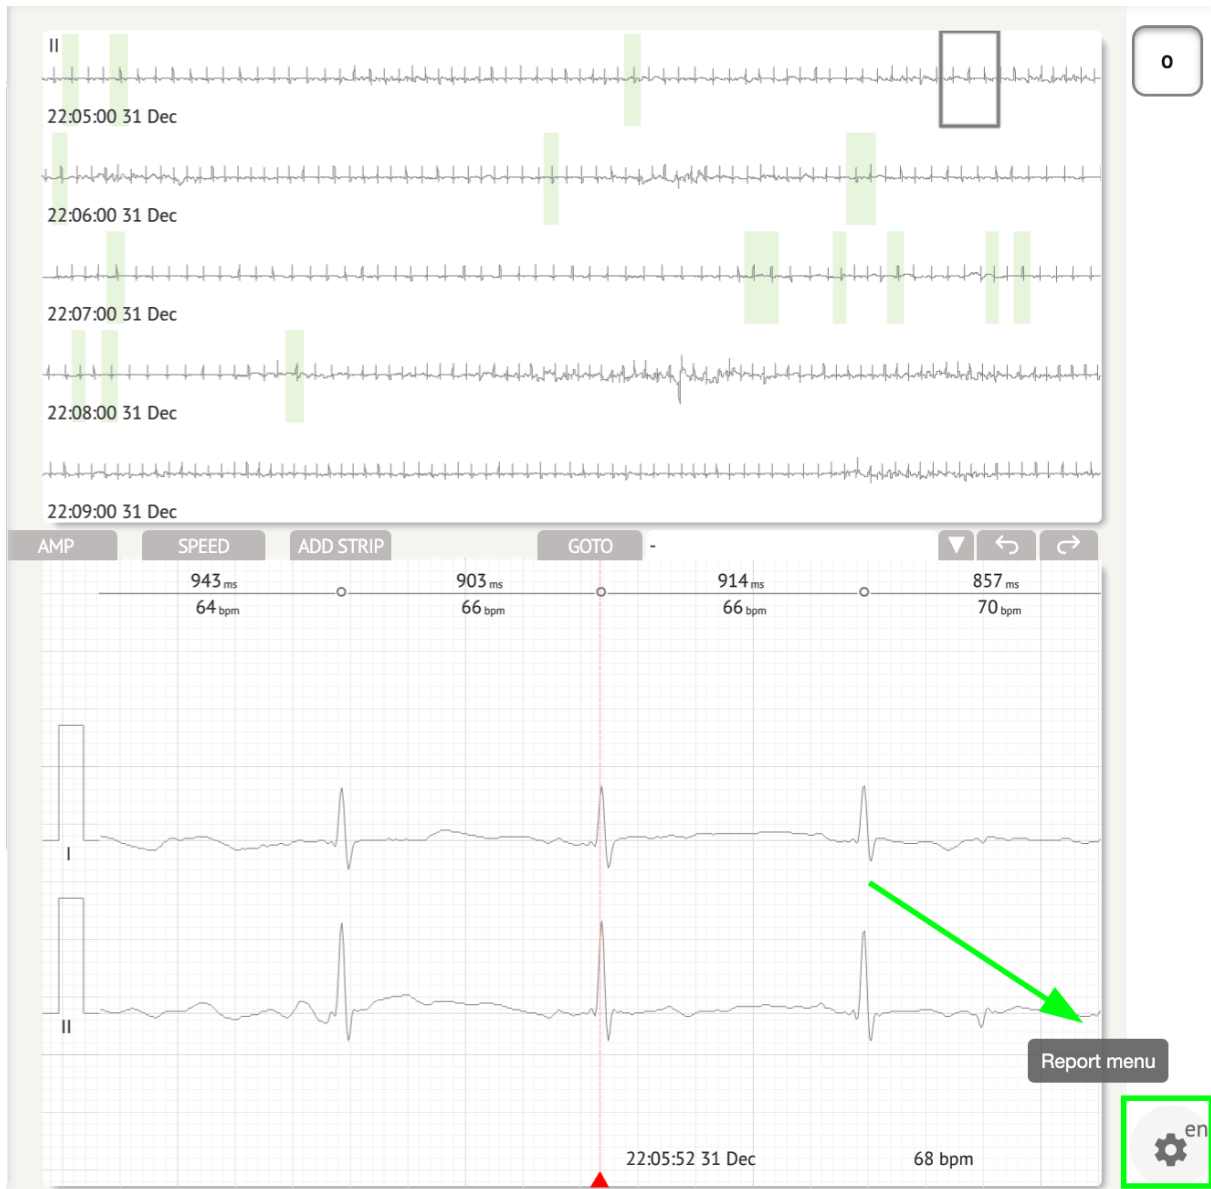 II
O
22:05:00 31 Dec
22:06:00 31 Dec
22:07:00 31 Dec
22:08:00 31 Dec
22:09:00 31 Dec
AMP SPEED ADD STRIP GOTO -
943 ms 903 ms 914 ms 857 ms
64 bpm 66 bpm 66 bpm 70 bpm
I
II
Report menu
en
22:05:52 31 Dec 68 bpm